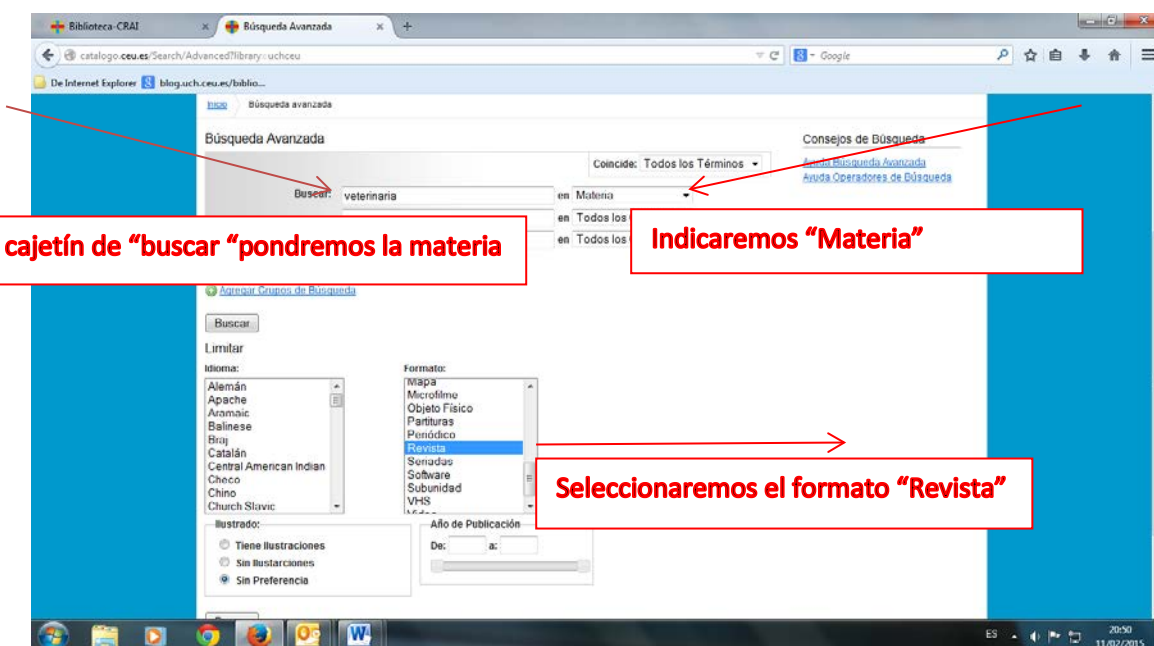 Biblioteca-CRAI × Búsqueda Avanzada × +
catalogo.ceu.es/Search/Advanced?library=uchceu Google
De Internet Explorer blog.uch.ceu.es/biblio...
Inicio Búsqueda avanzada
Búsqueda Avanzada
Consejos de Búsqueda
Coincide: Todos los Términos
Ayuda Búsqueda Avanzada
Ayuda Operadores de Búsqueda
Buscar: veterinaria en Materia
en Todos los
en Todos los
cajetín de “buscar “pondremos la materia
Indicaremos “Materia”
Agregar Grupos de Búsqueda
Buscar
Limitar
Idioma:
Alemán
Apache
Aramaic
Balinese
Braj
Catalán
Central American Indian
Checo
Chino
Church Slavic
Formato:
Mapa
Microfilme
Objeto Físico
Partituras
Periódico
Revista
Seriadas
Software
Subunidad
VHS
Seleccionaremos el formato “Revista”
Ilustrado:
Tiene Ilustraciones
Sin Ilustarciones
Sin Preferencia
Año de Publicación
De: a:
ES 20:50
11/02/2015